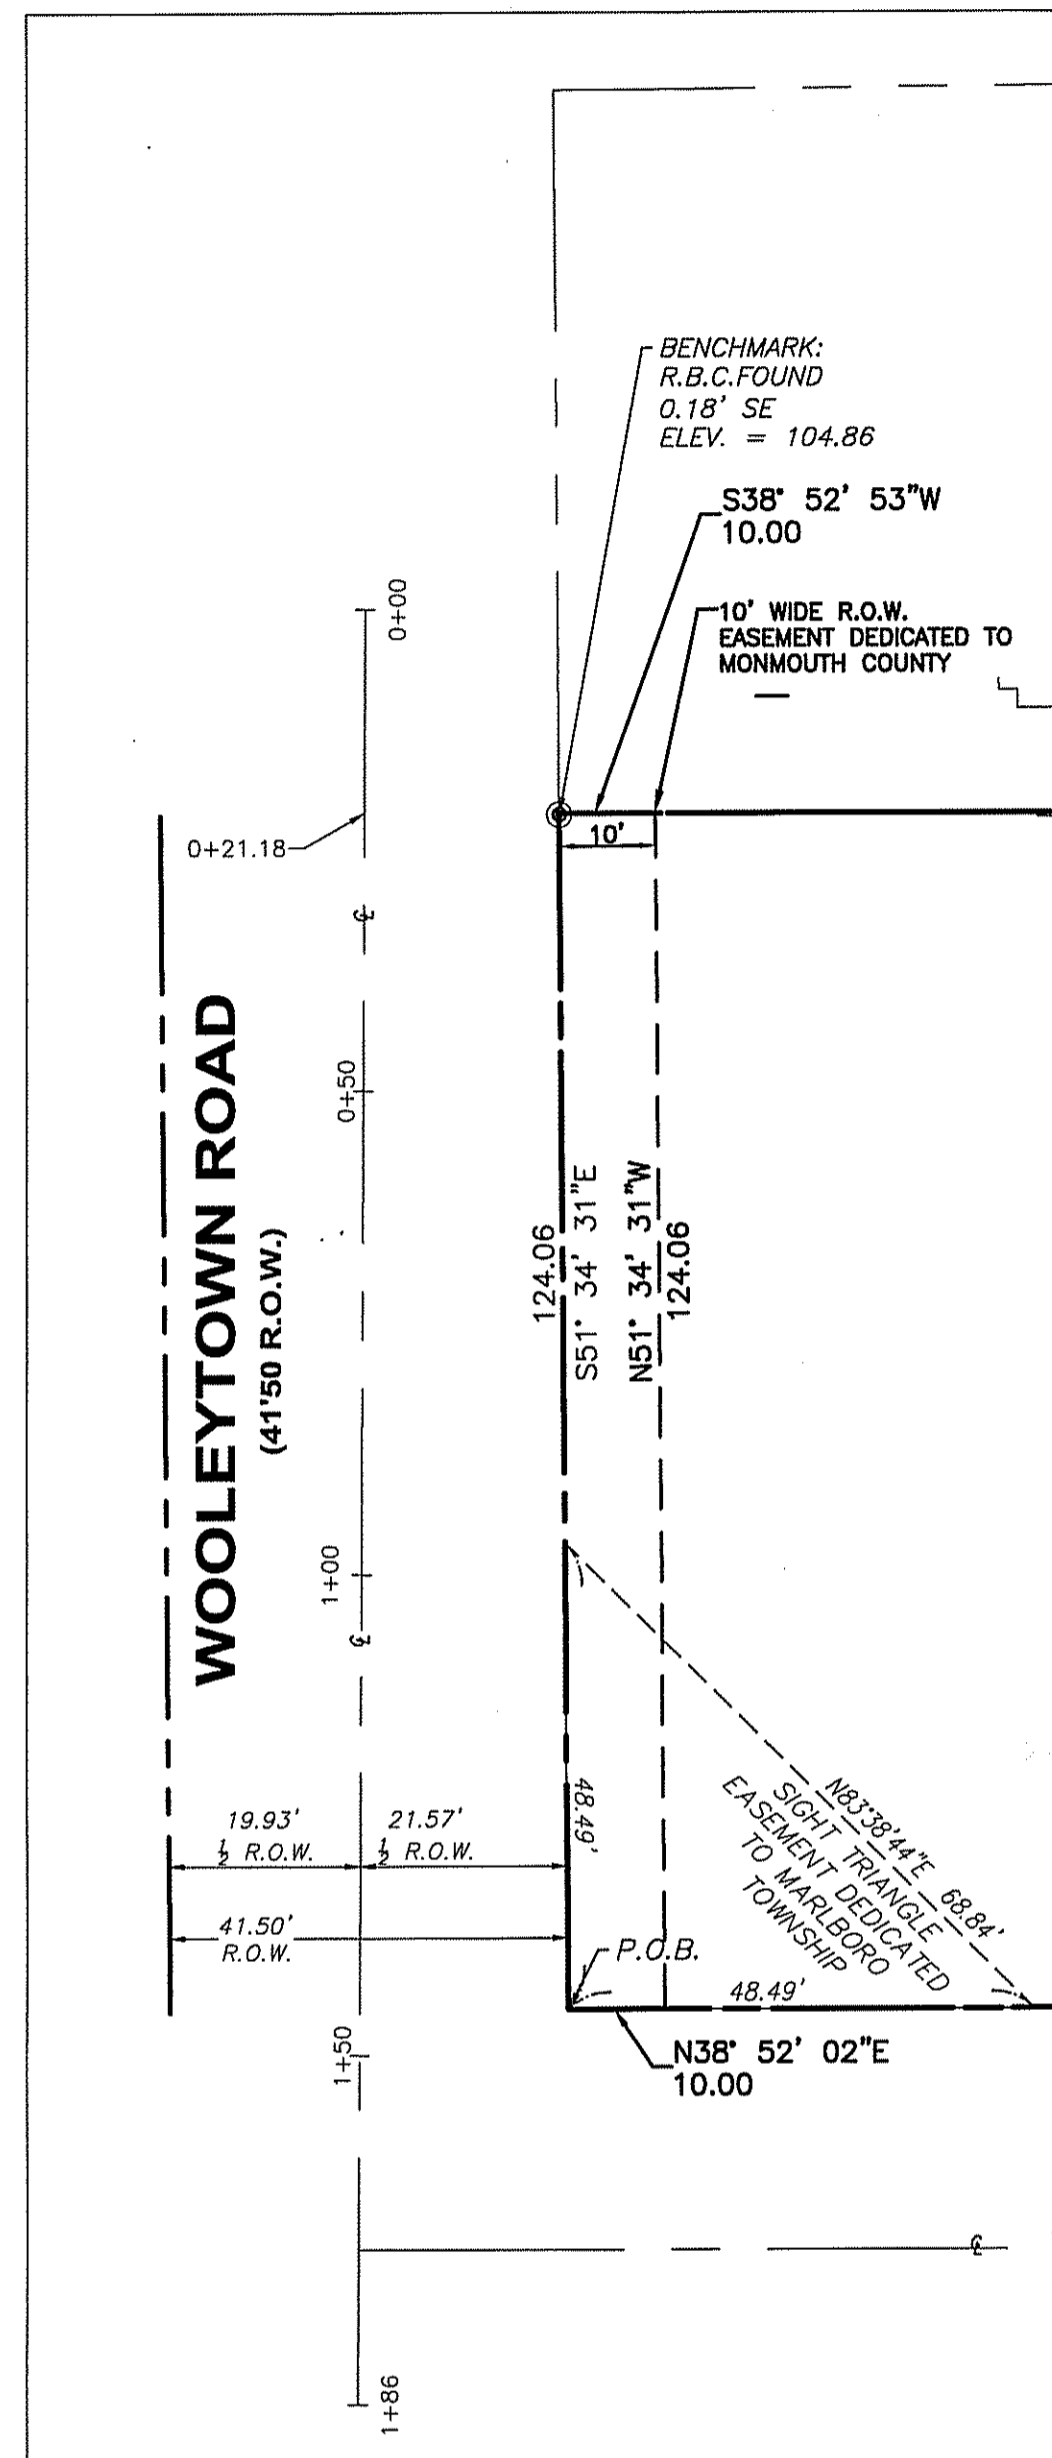 BENCHMARK:
R.B.C.FOUND
0.18' SE
ELEV. = 104.86
S38° 52' 53"W
10.00
0+00
10' WIDE R.O.W.
EASEMENT DEDICATED TO
MONMOUTH COUNTY
10'
0+21.18
℄
WOOLEYTOWN ROAD
(41'50 R.O.W.)
0+50
124.06
S51° 34' 31"E
N51° 34' 31"W
124.06
1+00
℄
48.49'
N83°38'44"E 68.84'
SIGHT TRIANGLE
EASEMENT DEDICATED
TO MARLBORO
TOWNSHIP
19.93'
½ R.O.W.
21.57'
½ R.O.W.
41.50'
R.O.W.
P.O.B.
48.49'
N38° 52' 02"E
10.00
1+50
℄
1+86